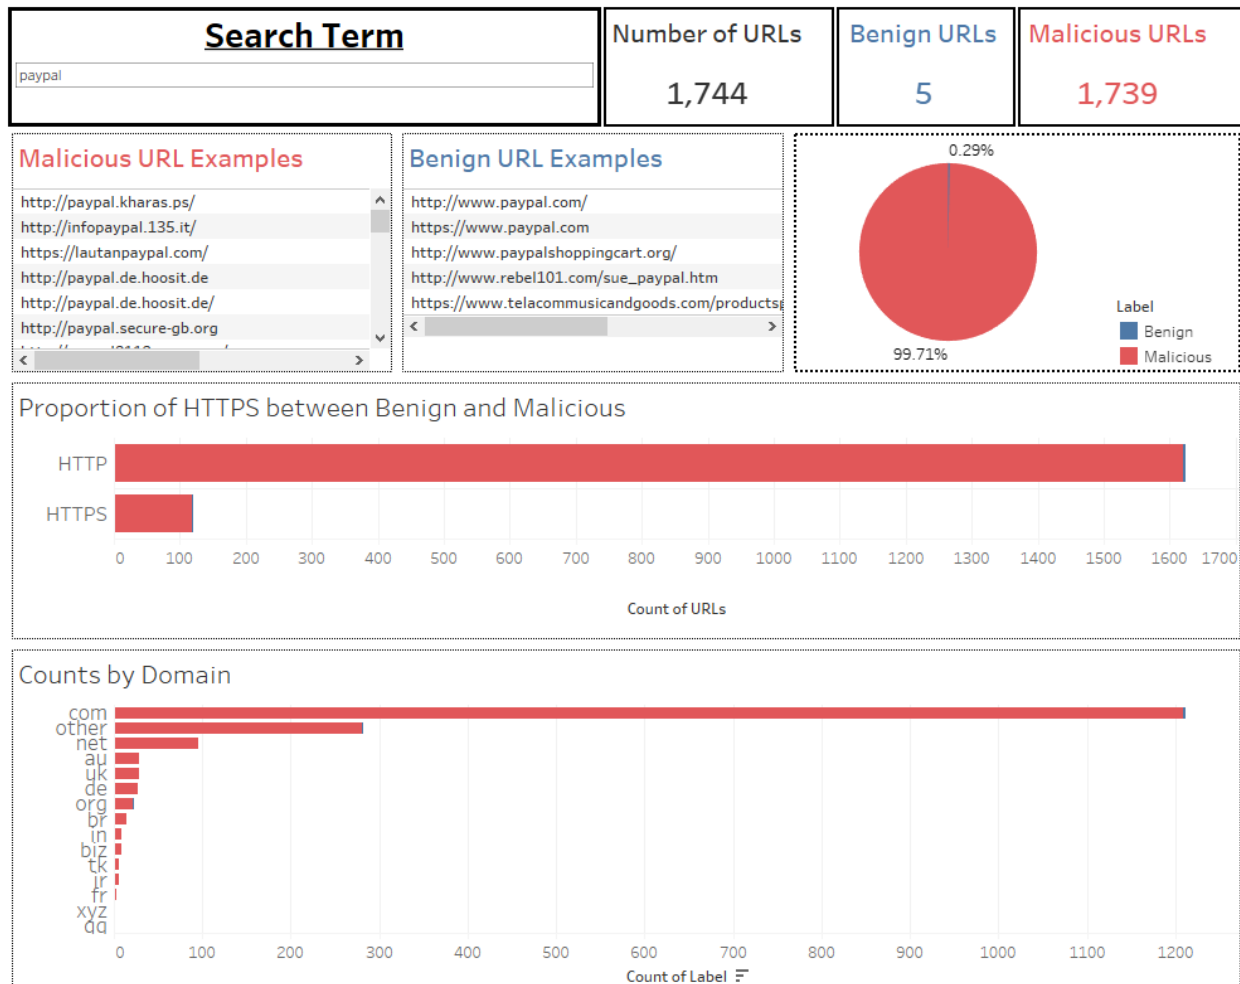 Search Term
paypal
Number of URLs
1,744
Benign URLs
5
Malicious URLs
1,739
Malicious URL Examples
http://paypal.kharas.ps/
http://infopaypal.135.it/
https://lautanpaypal.com/
http://paypal.de.hoosit.de
http://paypal.de.hoosit.de/
http://paypal.secure-gb.org
Benign URL Examples
http://www.paypal.com/
https://www.paypal.com
http://www.paypalshoppingcart.org/
http://www.rebel101.com/sue_paypal.htm
https://www.telacommusicandgoods.com/products
0.29%
99.71%
Label
Benign
Malicious
Proportion of HTTPS between Benign and Malicious
HTTP
HTTPS
0 100 200 300 400 500 600 700 800 900 1000 1100 1200 1300 1400 1500 1600 1700
Count of URLs
Counts by Domain
com
other
net
au
uk
de
org
br
in
biz
tk
ir
fr
xyz
qq
0 100 200 300 400 500 600 700 800 900 1000 1100 1200
Count of Label